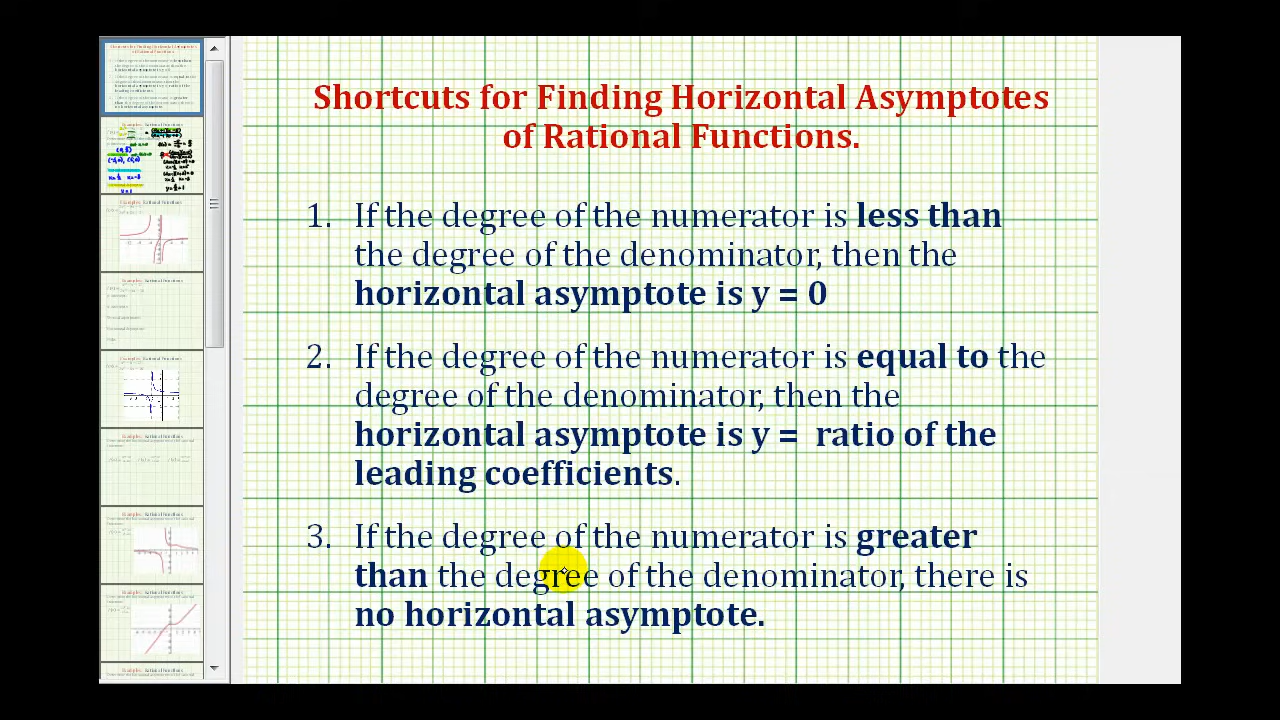 Shortcuts for Finding Horizontal Asymptotes
of Rational Functions.
1. If the degree of the numerator is less than
the degree of the denominator, then the
horizontal asymptote is y = 0
2. If the degree of the numerator is equal to the
degree of the denominator, then the
horizontal asymptote is y = ratio of the
leading coefficients.
3. If the degree of the numerator is greater
than the degree of the denominator, there is
no horizontal asymptote.